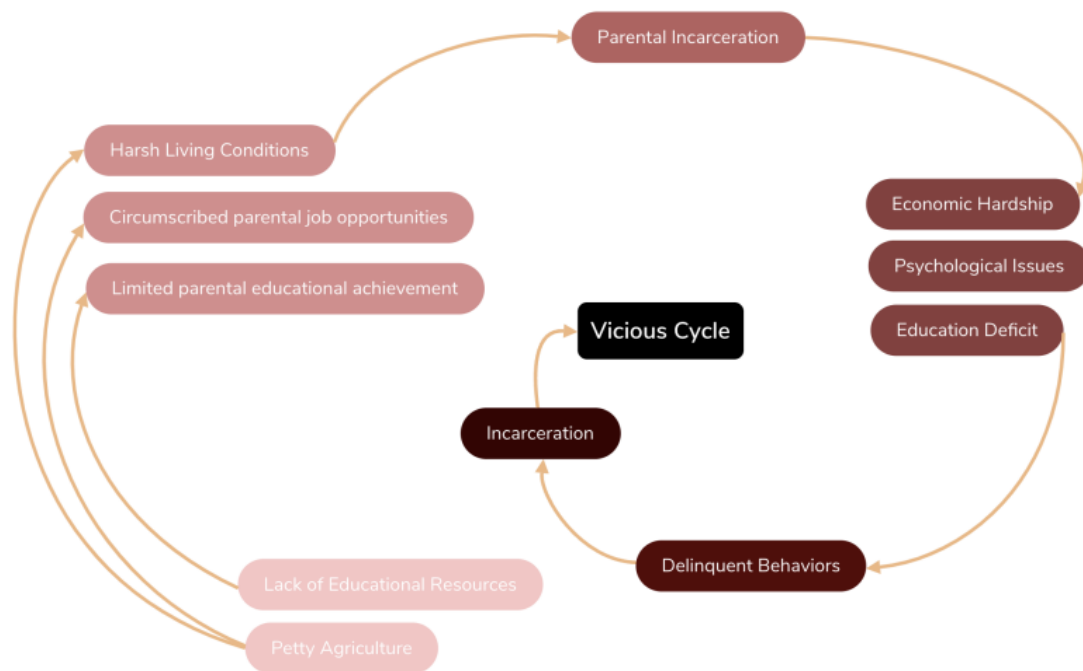 Parental Incarceration
Harsh Living Conditions
Circumscribed parental job opportunities
Limited parental educational achievement
Economic Hardship
Psychological Issues
Education Deficit
Vicious Cycle
Incarceration
Delinquent Behaviors
Lack of Educational Resources
Petty Agriculture